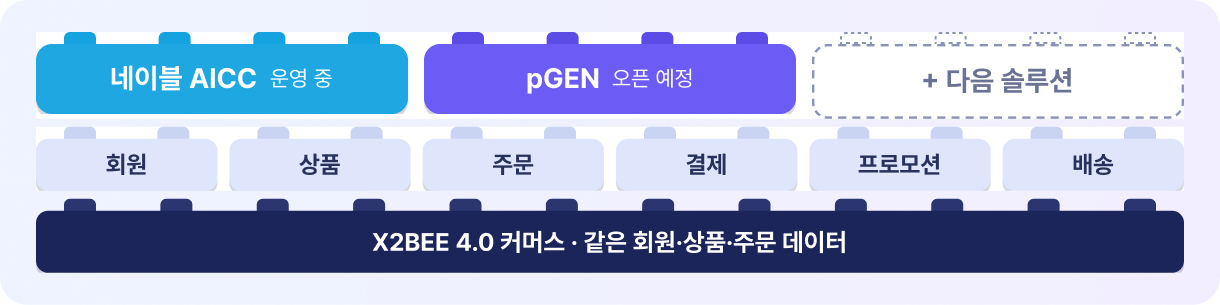 네이블 AICC 운영 중
pGEN 오픈 예정
+ 다음 솔루션
회원
상품
주문
결제
프로모션
배송
X2BEE 4.0 커머스 · 같은 회원·상품·주문 데이터